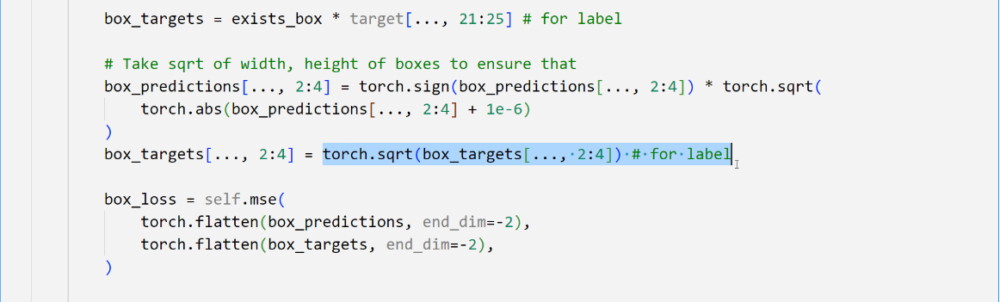 box_targets = exists_box * target[..., 21:25] # for label
# Take sqrt of width, height of boxes to ensure that
box_predictions[..., 2:4] = torch.sign(box_predictions[..., 2:4]) * torch.sqrt(
torch.abs(box_predictions[..., 2:4] + 1e-6)
)
box_targets[..., 2:4] = torch.sqrt(box_targets[..., 2:4]) # for label
box_loss = self.mse(
torch.flatten(box_predictions, end_dim=-2),
torch.flatten(box_targets, end_dim=-2),
)